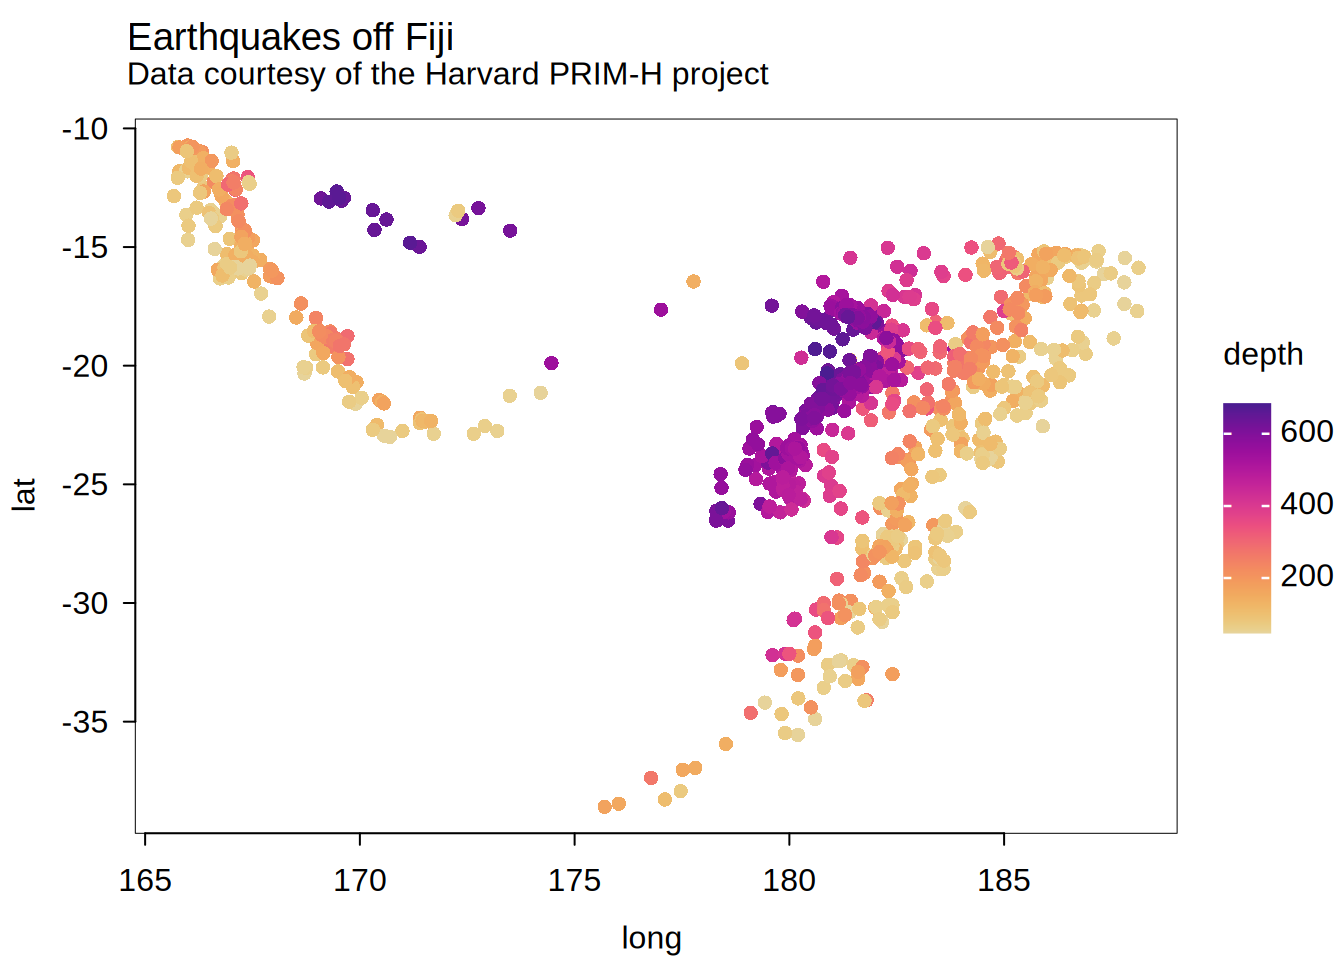 Earthquakes off Fiji
Data courtesy of the Harvard PRIM-H project
-10
-15
-20
-25
-30
-35
lat
165 170 175 180 185
long
depth
600
400
200